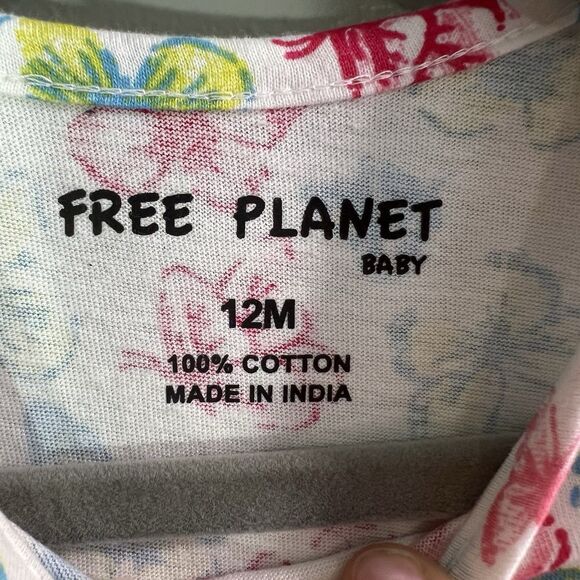 FREE PLANET
BABY
12M
100% COTTON
MADE IN INDIA